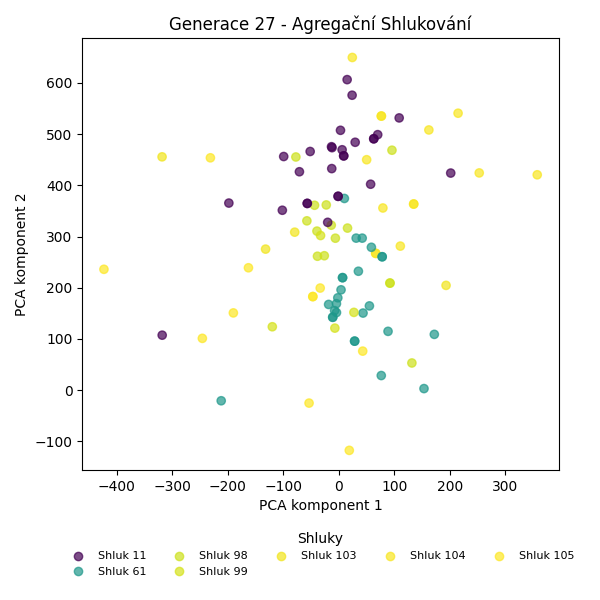 Generace 27 - Agregační Shlukování
PCA komponent 2
600
500
400
300
200
100
0
−100
−400 −300 −200 −100 0 100 200 300
PCA komponent 1
Shluky
Shluk 11 Shluk 98 Shluk 103 Shluk 104 Shluk 105
Shluk 61 Shluk 99